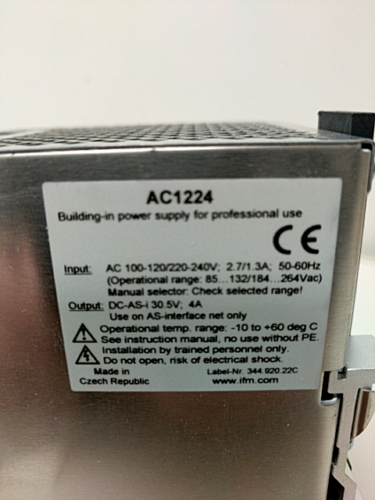 AC1224
Building-in power supply for professional use
CE
Input: AC 100-120/220-240V; 2.7/1.3A; 50-60Hz
(Operational range: 85...132/184...264Vac)
Manual selector: Check selected range!
Output: DC-AS-i 30.5V; 4A
Use on AS-interface net only
Operational temp. range: -10 to +60 deg C
See instruction manual, no use without PE.
Installation by trained personnel only.
Do not open, risk of electrical shock.
Made in Label-Nr. 344.920.22C
Czech Republic www.ifm.com